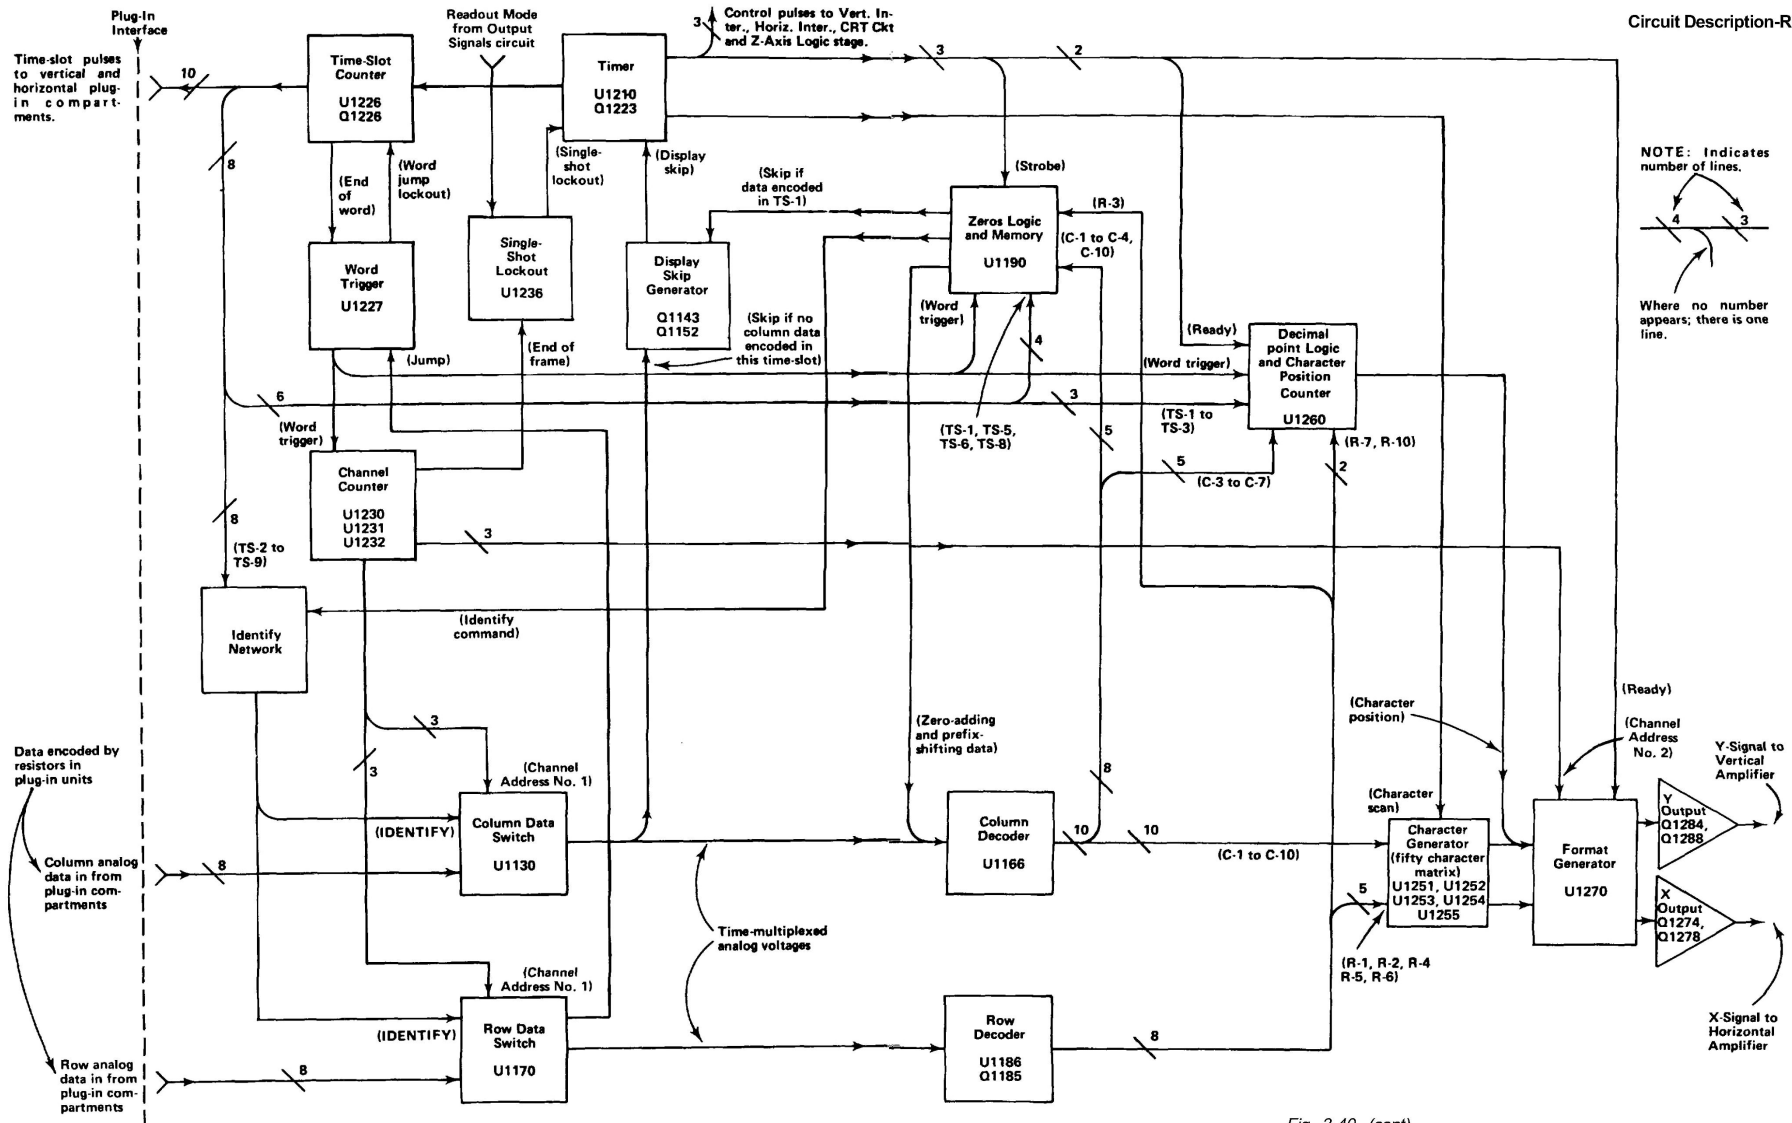 Circuit Description-R
Plug-In
Interface
Time-slot pulses
to vertical and
horizontal plug-
in compart-
ments.
10
8
Time-Slot
Counter
U1226
Q1226
Readout Mode
from Output
Signals circuit
Timer
U1210
Q1223
3
Control pulses to Vert. In-
ter., Horiz. Inter., CRT Ckt
and Z-Axis Logic stage.
3
2
(End
of
word)
(Word
jump
lockout)
(Single-
shot
lockout)
(Display
skip)
(Skip if
data encoded
in TS-1)
(Strobe)
(R-3)
(C-1 to C-4,
C-10)
NOTE: Indicates
number of lines.
4
3
Where no number
appears; there is one
line.
Word
Trigger
U1227
Single-
Shot
Lockout
U1236
Display
Skip
Generator
Q1143
Q1152
Zeros Logic
and Memory
U1190
(Word
trigger)
4
(Ready)
(Word trigger)
Decimal
point Logic
and Character
Position
Counter
U1260
(Jump)
(End of
frame)
(Skip if no
column data
encoded in
this time-slot)
6
3
(TS-1 to
TS-3)
(Word
trigger)
(TS-1, TS-5,
TS-6, TS-8)
5
5
(C-3 to C-7)
(R-7, R-10)
2
Channel
Counter
U1230
U1231
U1232
3
8
(TS-2 to
TS-9)
Identify
Network
(Identify
command)
3
3
(Zero-adding
and prefix-
shifting data)
(Character
position)
(Ready)
(Channel
Address
No. 2)
Y-Signal to
Vertical
Amplifier
Data encoded by
resistors in
plug-in units
(Channel
Address No. 1)
8
(IDENTIFY)
Column Data
Switch
U1130
Column
Decoder
U1166
10
10
(C-1 to C-10)
(Character
scan)
Character
Generator
(fifty character
matrix)
U1251, U1252
U1253, U1254
U1255
Format
Generator
U1270
Y
Output
Q1284,
Q1288
X
Output
Q1274,
Q1278
Column analog
data in from
plug-in com-
partments
8
5
Time-multiplexed
analog voltages
(R-1, R-2, R-4
R-5, R-6)
(Channel
Address No. 1)
(IDENTIFY)
Row Data
Switch
U1170
Row
Decoder
U1186
Q1185
8
X-Signal to
Horizontal
Amplifier
Row analog
data in from
plug-in com-
partments
8